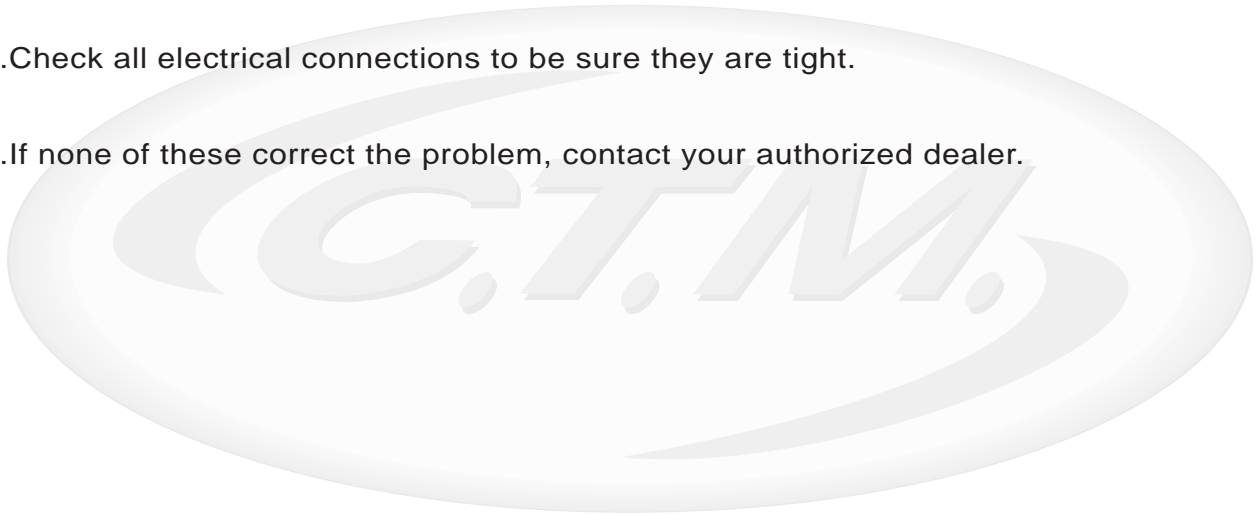 .Check all electrical connections to be sure they are tight.
.If none of these correct the problem, contact your authorized dealer.
C.T.M.